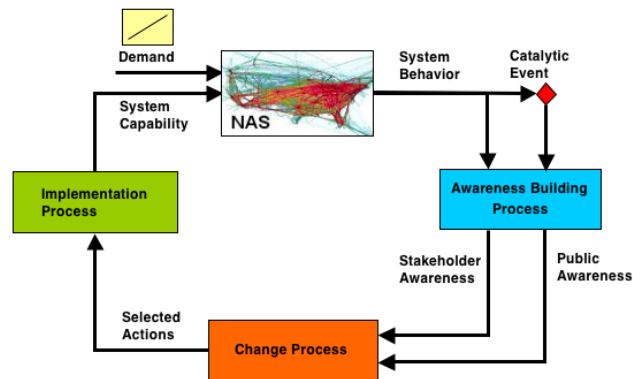 Demand
System
Capability
NAS
System
Behavior
Catalytic
Event
Implementation
Process
Awareness Building
Process
Stakeholder
Awareness
Public
Awareness
Selected
Actions
Change Process